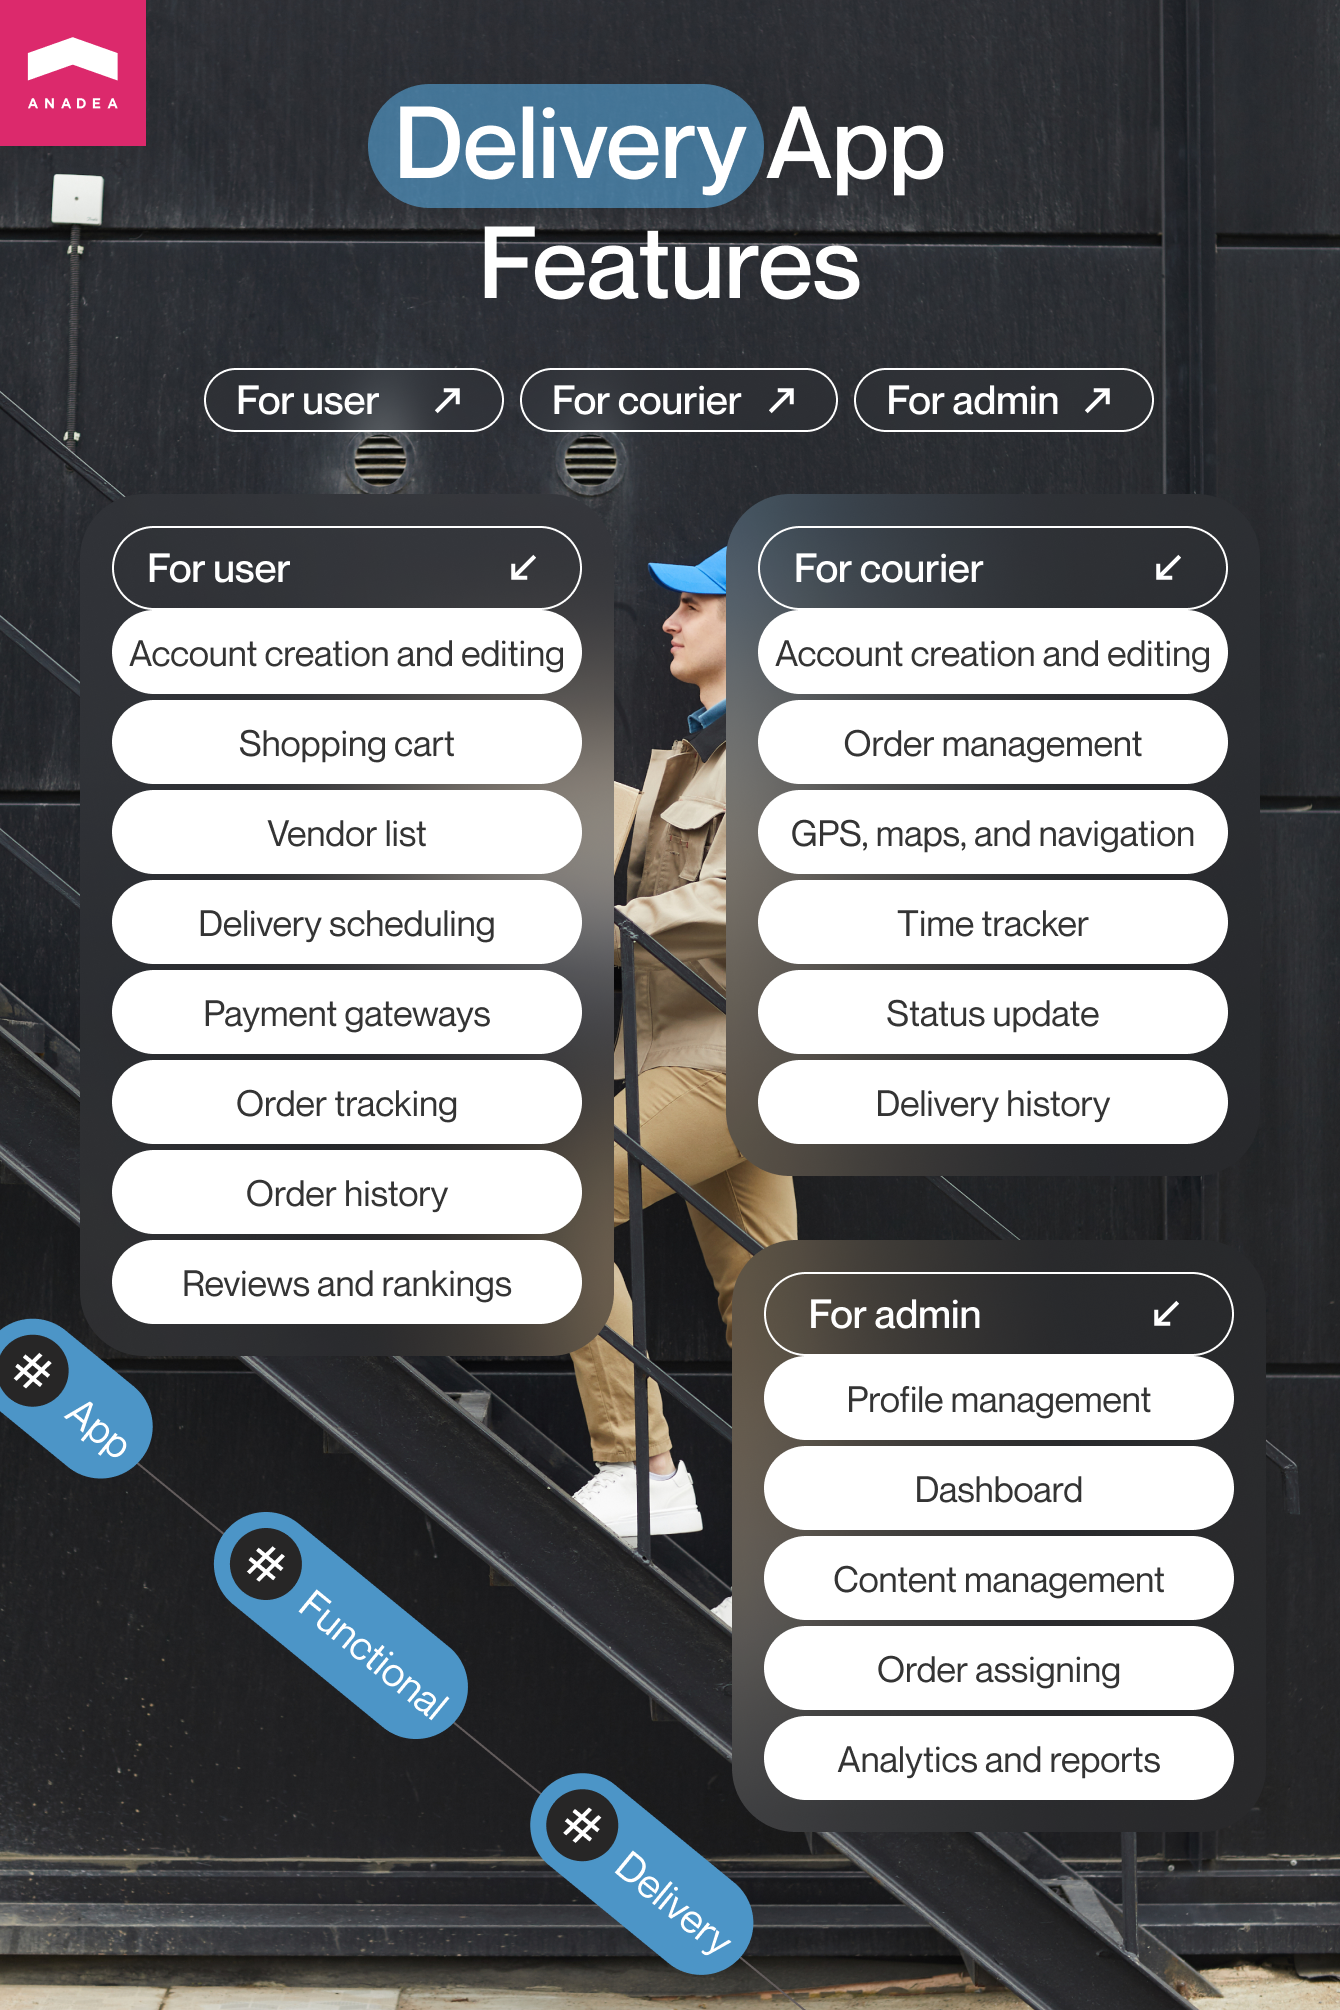 ANADEA
Delivery App
Features
For user
For courier
For admin
For user
Account creation and editing
Shopping cart
Vendor list
Delivery scheduling
Payment gateways
Order tracking
Order history
Reviews and rankings
For courier
Account creation and editing
Order management
GPS, maps, and navigation
Time tracker
Status update
Delivery history
For admin
Profile management
Dashboard
Content management
Order assigning
Analytics and reports
# App
# Functional
# Delivery